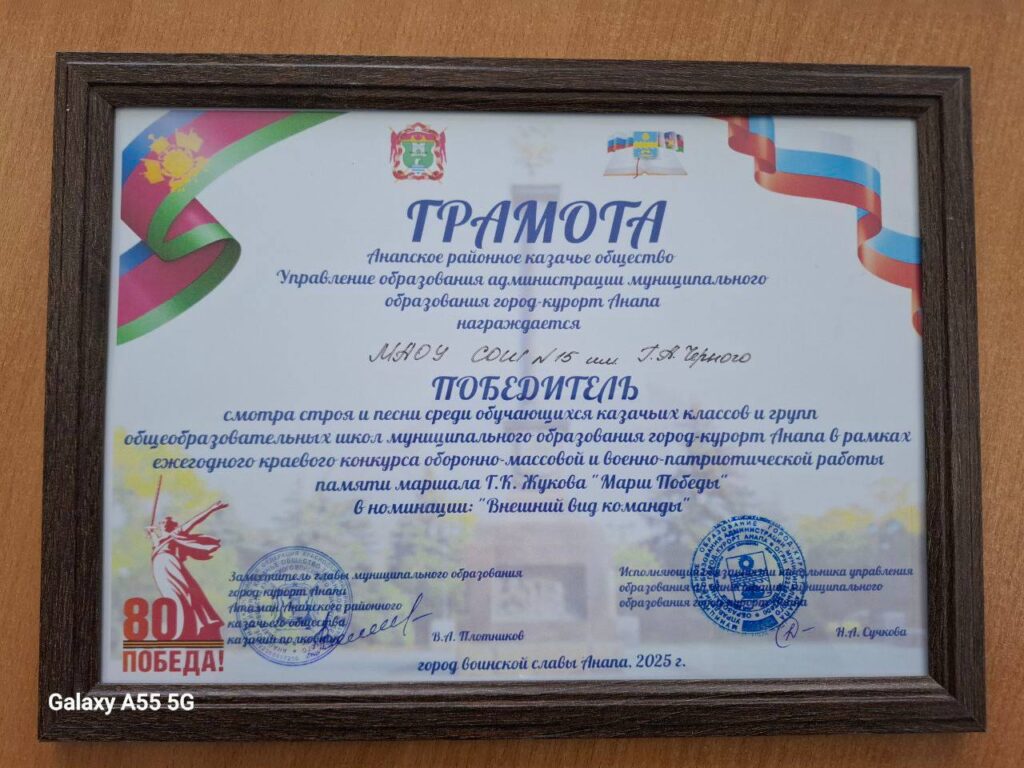 ГРАМОТА
Анапское районное казачье общество
Управление образования администрации муниципального
образования город-курорт Анапа
награждается
МАОУ СОШ №15 им. Г.А. Черного
ПОБЕДИТЕЛЬ
смотра строя и песни среди обучающихся казачьих классов и групп
общеобразовательных школ муниципального образования город-курорт Анапа в рамках
ежегодного краевого конкурса оборонно-массовой и военно-патриотической работы
памяти маршала Г.К. Жукова "Марш Победы"
в номинации: "Внешний вид команды"
Заместитель главы муниципального образования
город-курорт Анапа
Атаман Анапского районного
казачьего общества
казачий полковник
В.А. Плотников
Исполняющий обязанности начальника управления
образования администрации муниципального
образования город-курорт Анапа
Н.А. Сучкова
80
ПОБЕДА!
город воинской славы Анапа, 2025 г.
Galaxy A55 5G